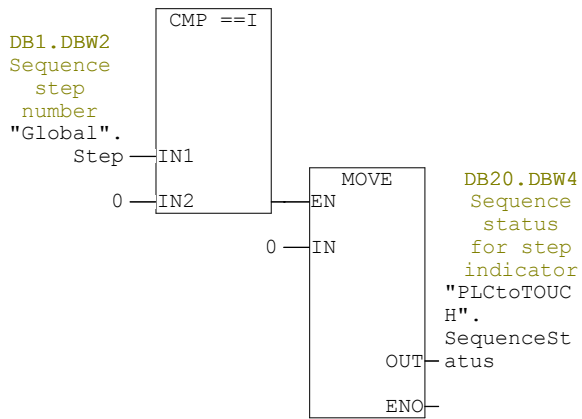 CMP ==I
DB1.DBW2
Sequence
step
number
"Global".
Step IN1
0 IN2
MOVE
EN
0 IN
DB20.DBW4
Sequence
status
for step
indicator
"PLCtoTOUC
H".
SequenceSt
OUT atus
ENO